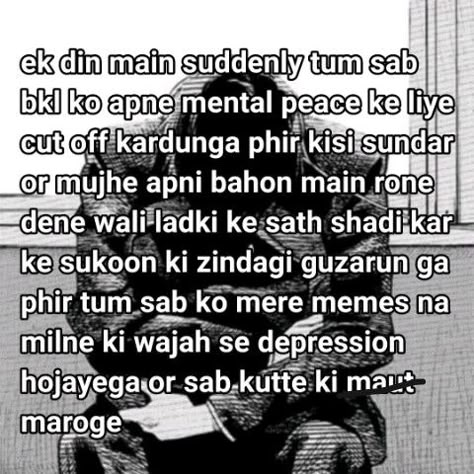 ek din main suddenly tum sab
bkl ko apne mental peace ke liye
cut off kardunga phir kisi sundar
or mujhe apni bahon main rone
dene wali ladki ke sath shadi kar
ke sukoon ki zindagi guzarun ga
phir tum sab ko mere memes na
milne ki wajah se depression
hojayega or sab kutte ki maut
maroge